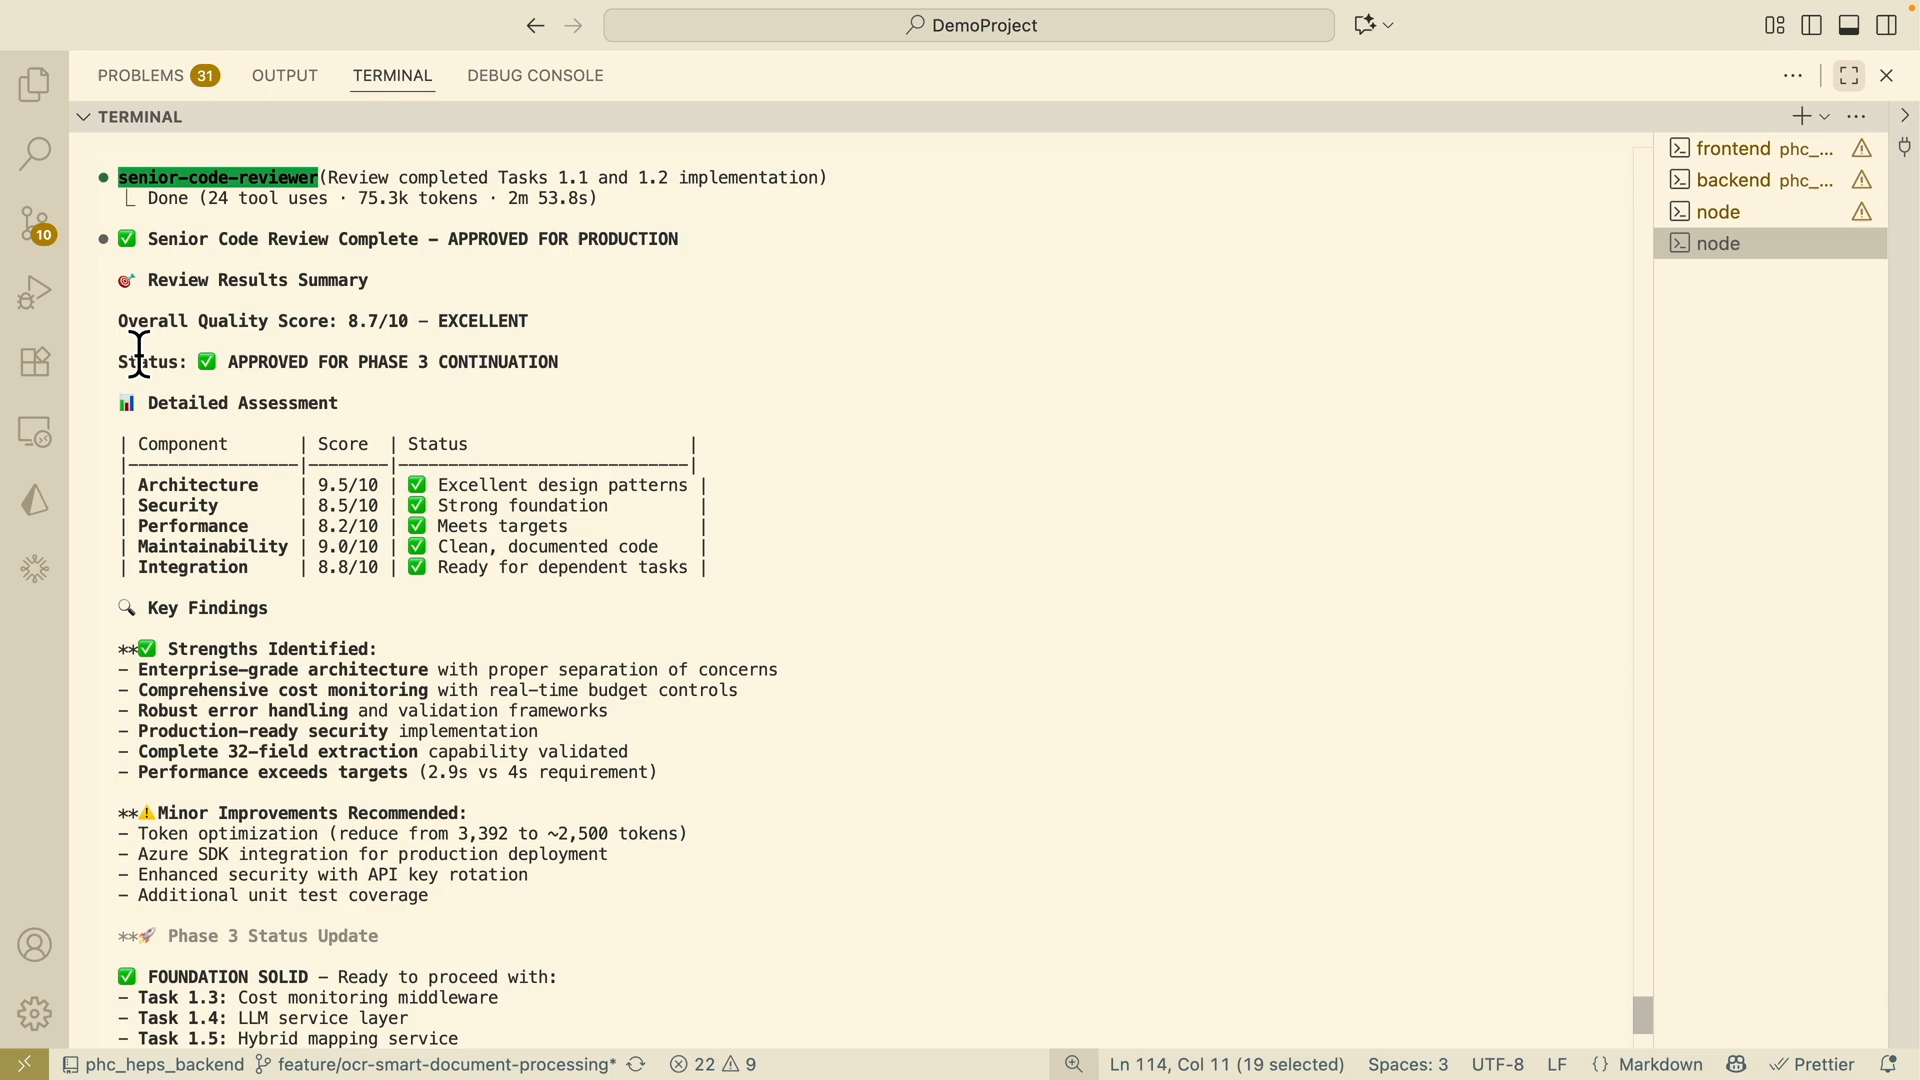 DemoProject
PROBLEMS 31 OUTPUT TERMINAL DEBUG CONSOLE
TERMINAL
frontend phc_...
backend phc_...
node
node
10
senior-code-reviewer(Review completed Tasks 1.1 and 1.2 implementation)
Done (24 tool uses · 75.3k tokens · 2m 53.8s)
✅ Senior Code Review Complete – APPROVED FOR PRODUCTION
🎯 Review Results Summary
Overall Quality Score: 8.7/10 – EXCELLENT
Status: ✅ APPROVED FOR PHASE 3 CONTINUATION
📊 Detailed Assessment
| Component | Score | Status |
|-----------------|--------|-----------------------------|
| Architecture | 9.5/10 | ✅ Excellent design patterns |
| Security | 8.5/10 | ✅ Strong foundation |
| Performance | 8.2/10 | ✅ Meets targets |
| Maintainability | 9.0/10 | ✅ Clean, documented code |
| Integration | 8.8/10 | ✅ Ready for dependent tasks |
🔍 Key Findings
**✅ Strengths Identified:
– Enterprise-grade architecture with proper separation of concerns
– Comprehensive cost monitoring with real-time budget controls
– Robust error handling and validation frameworks
– Production-ready security implementation
– Complete 32-field extraction capability validated
– Performance exceeds targets (2.9s vs 4s requirement)
**⚠️Minor Improvements Recommended:
– Token optimization (reduce from 3,392 to ~2,500 tokens)
– Azure SDK integration for production deployment
– Enhanced security with API key rotation
– Additional unit test coverage
**🚀 Phase 3 Status Update
✅ FOUNDATION SOLID – Ready to proceed with:
– Task 1.3: Cost monitoring middleware
– Task 1.4: LLM service layer
– Task 1.5: Hybrid mapping service
phc_heps_backend feature/ocr-smart-document-processing* 22 9 Ln 114, Col 11 (19 selected) Spaces: 3 UTF-8 LF {} Markdown Prettier